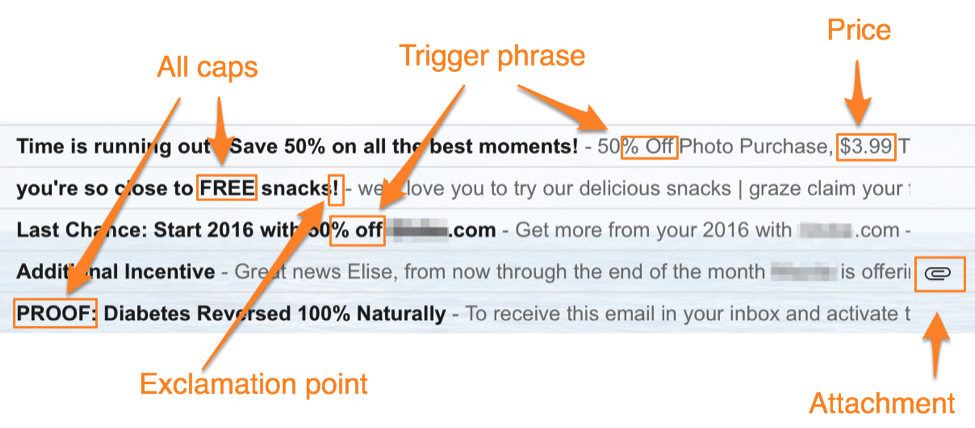 Price
Trigger phrase
All caps
Time is running out Save 50% on all the best moments! - 50% Off Photo Purchase, $3.99 T
you're so close to FREE snacks! - we love you to try our delicious snacks | graze claim your
Last Chance: Start 2016 with 50% off .com - Get more from your 2016 with .com -
Additional Incentive - Great news Elise, from now through the end of the month is offeri
PROOF: Diabetes Reversed 100% Naturally - To receive this email in your inbox and activate t
Exclamation point
Attachment